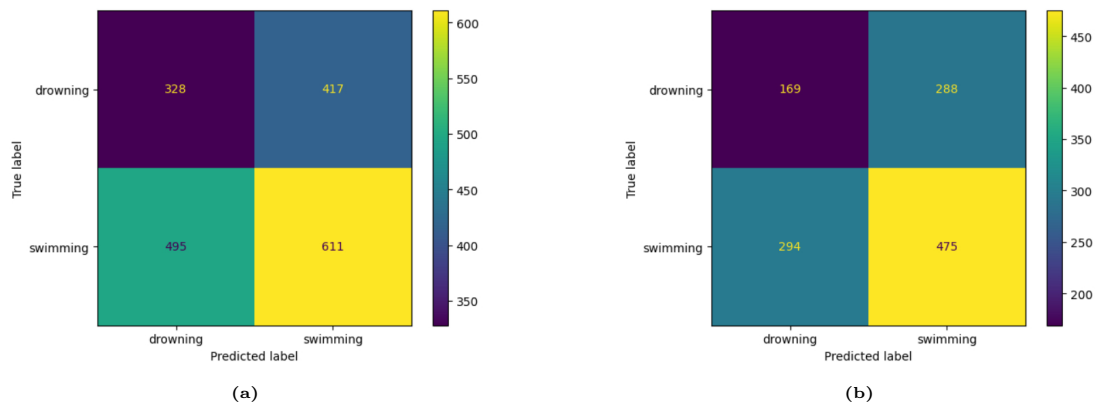 drowning
swimming
True label
328
417
495
611
drowning
swimming
Predicted label
600
550
500
450
400
350
(a)
drowning
swimming
True label
169
288
294
475
drowning
swimming
Predicted label
450
400
350
300
250
200
(b)